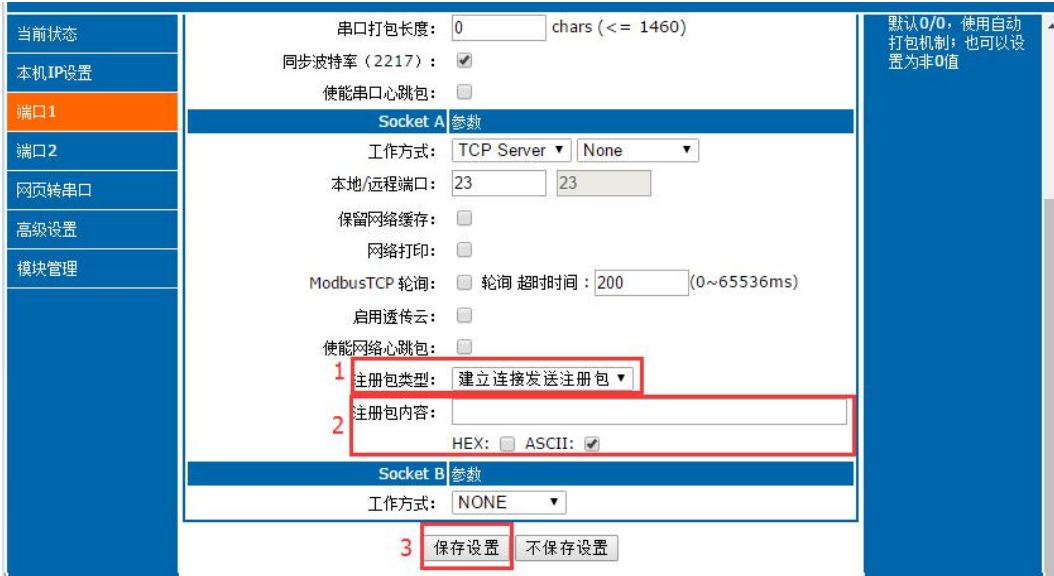 当前状态
本机IP设置
端口1
端口2
网页转串口
高级设置
模块管理
串口打包长度: 0 chars (<= 1460)
同步波特率（2217）:
使能串口心跳包:
Socket A 参数
工作方式: TCP Server None
本地/远程端口: 23 23
保留网络缓存:
网络打印:
ModbusTCP 轮询: 轮询 超时时间 : 200 (0~65536ms)
启用透传云:
使能网络心跳包:
1 注册包类型: 建立连接发送注册包
2 注册包内容:
HEX: ASCII:
Socket B 参数
工作方式: NONE
3 保存设置 不保存设置
默认0/0，使用自动
打包机制；也可以设
置为非0值